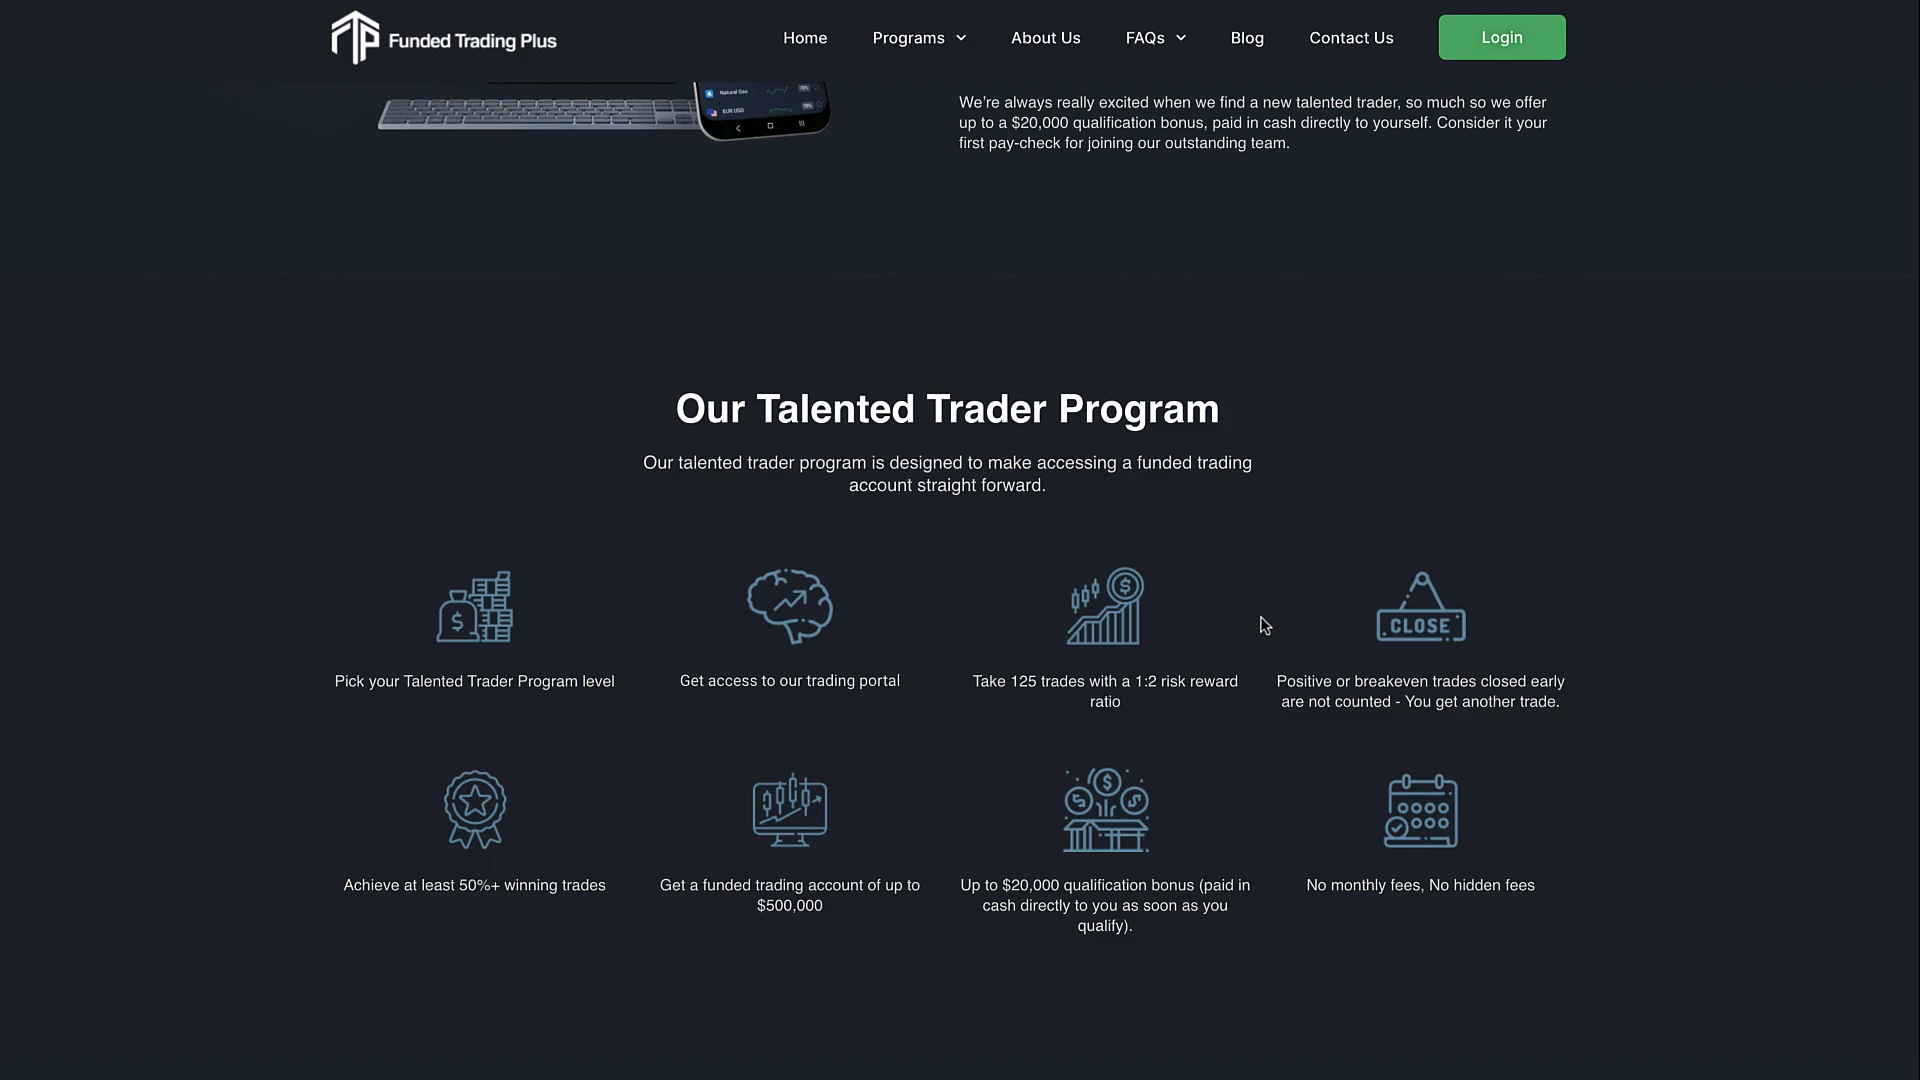 Funded Trading Plus
Home
Programs
About Us
FAQs
Blog
Contact Us
Login
Natural Gas
EUR USD
We’re always really excited when we find a new talented trader, so much so we offer
up to a $20,000 qualification bonus, paid in cash directly to yourself. Consider it your
first pay-check for joining our outstanding team.
Our Talented Trader Program
Our talented trader program is designed to make accessing a funded trading
account straight forward.
CLOSE
Pick your Talented Trader Program level
Get access to our trading portal
Take 125 trades with a 1:2 risk reward
ratio
Positive or breakeven trades closed early
are not counted - You get another trade.
Achieve at least 50%+ winning trades
Get a funded trading account of up to
$500,000
Up to $20,000 qualification bonus (paid in
cash directly to you as soon as you
qualify).
No monthly fees, No hidden fees